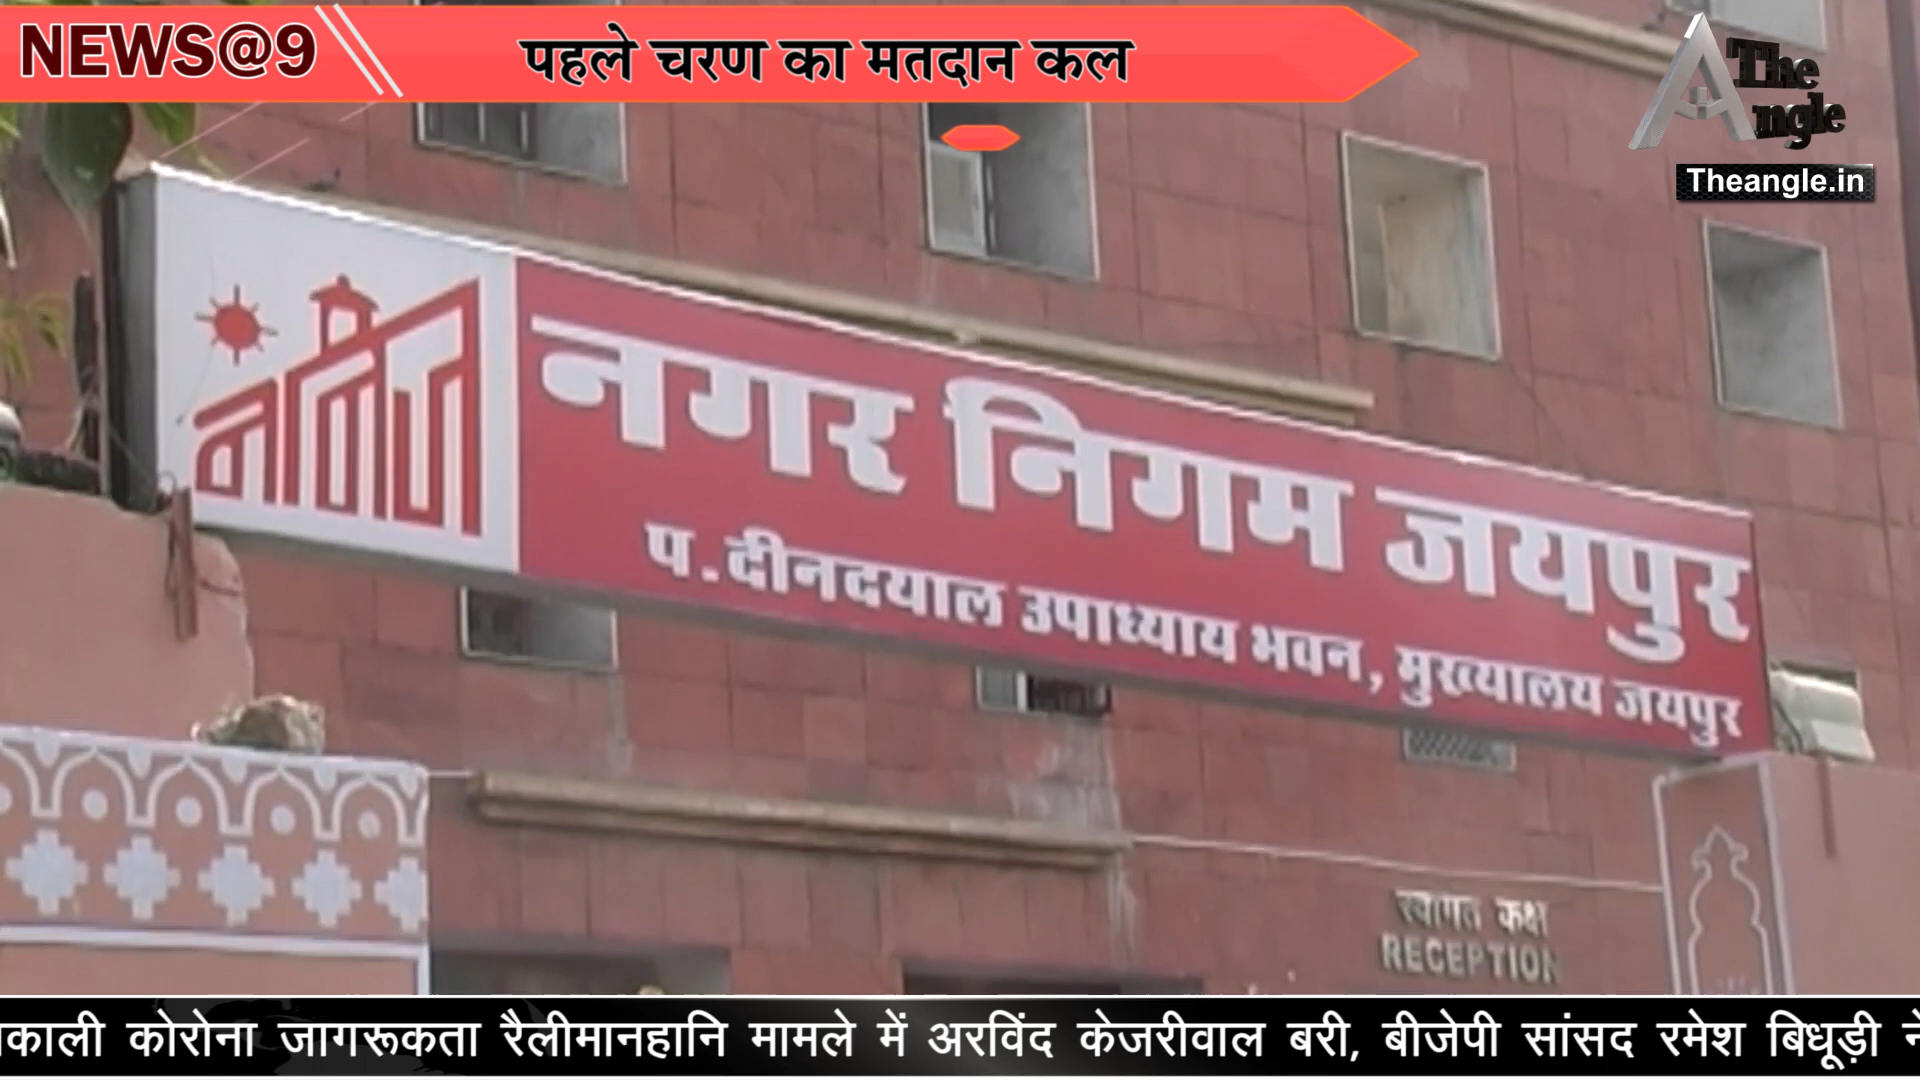 NEWS@9
पहले चरण का मतदान कल
The
Angle
Theangle.in
नगर निगम जयपुर
प.दीनदयाल उपाध्याय भवन, मुख्यालय जयपुर
स्वागत कक्ष
RECEPTION
कोरोना जागरूकता रैलीमानहानि मामले में अरविंद केजरीवाल बरी, बीजेपी सांसद रमेश बिधूड़ी